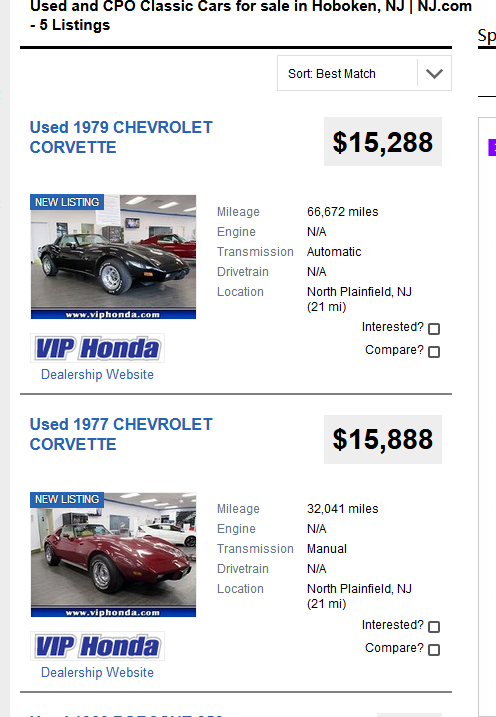 Used and CPO Classic Cars for sale in Hoboken, NJ | NJ.com
- 5 Listings
Sp
Sort: Best Match
Used 1979 CHEVROLET
CORVETTE
$15,288
NEW LISTING
www.viphonda.com
VIP Honda
Dealership Website
Mileage 66,672 miles
Engine N/A
Transmission Automatic
Drivetrain N/A
Location North Plainfield, NJ
(21 mi)
Interested?
Compare?
Used 1977 CHEVROLET
CORVETTE
$15,888
NEW LISTING
www.viphonda.com
VIP Honda
Dealership Website
Mileage 32,041 miles
Engine N/A
Transmission Manual
Drivetrain N/A
Location North Plainfield, NJ
(21 mi)
Interested?
Compare?